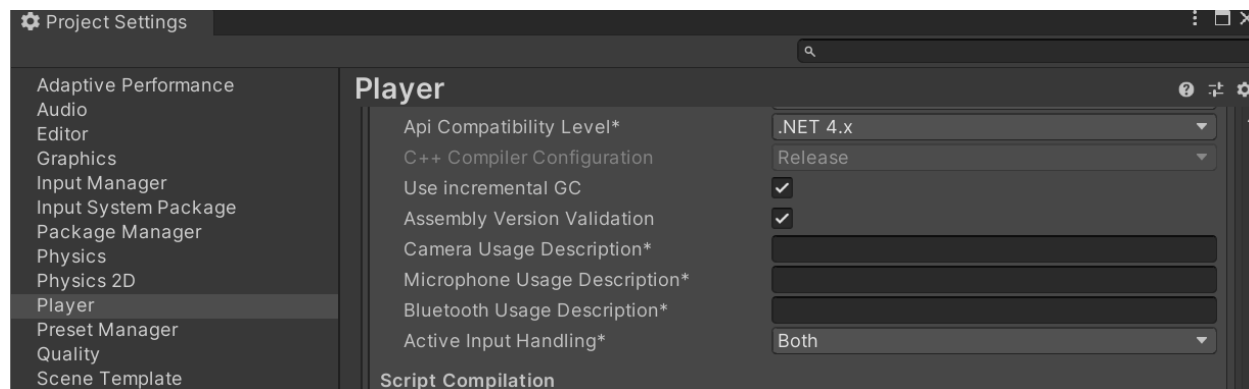 Project Settings
Adaptive Performance
Audio
Editor
Graphics
Input Manager
Input System Package
Package Manager
Physics
Physics 2D
Player
Preset Manager
Quality
Scene Template
Player
Api Compatibility Level* .NET 4.x
C++ Compiler Configuration Release
Use incremental GC
Assembly Version Validation
Camera Usage Description*
Microphone Usage Description*
Bluetooth Usage Description*
Active Input Handling* Both
Script Compilation